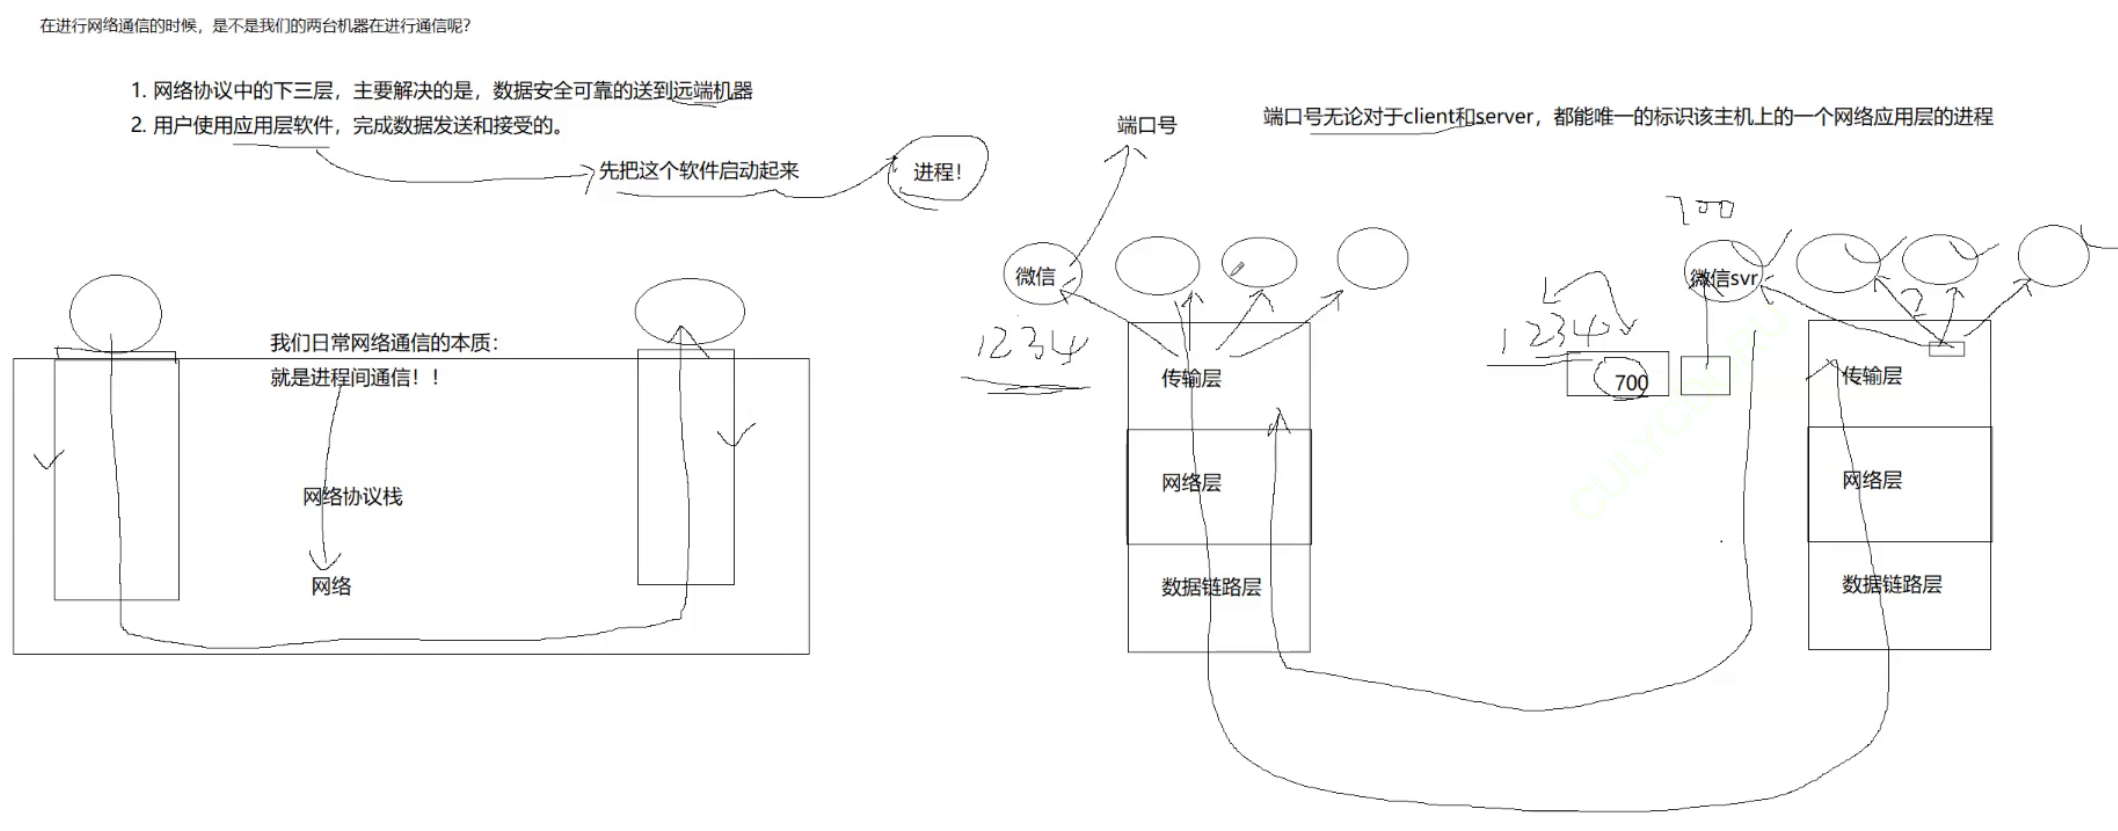 在进行网络通信的时候，是不是我们的两台机器在进行通信呢？
1. 网络协议中的下三层，主要解决的是，数据安全可靠的送到远端机器
2. 用户使用应用层软件，完成数据发送和接受的。
先把这个软件启动起来
进程！
我们日常网络通信的本质：
就是进程间通信！！
网络协议栈
网络
端口号
端口号无论对于client和server，都能唯一的标识该主机上的一个网络应用层的进程
微信
1234
传输层
网络层
数据链路层
700
微信svr
1234
700
传输层
网络层
数据链路层